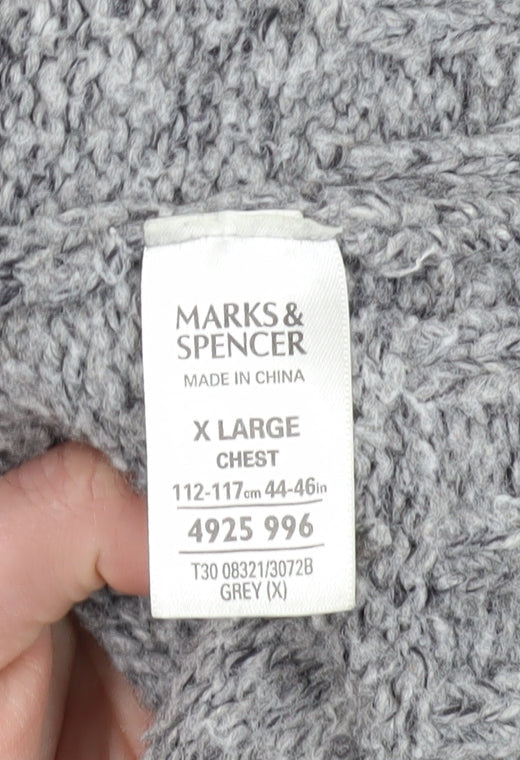 MARKS &
SPENCER
MADE IN CHINA
X LARGE
CHEST
112-117cm 44-46in
4925 996
T30 08321/3072B
GREY (X)